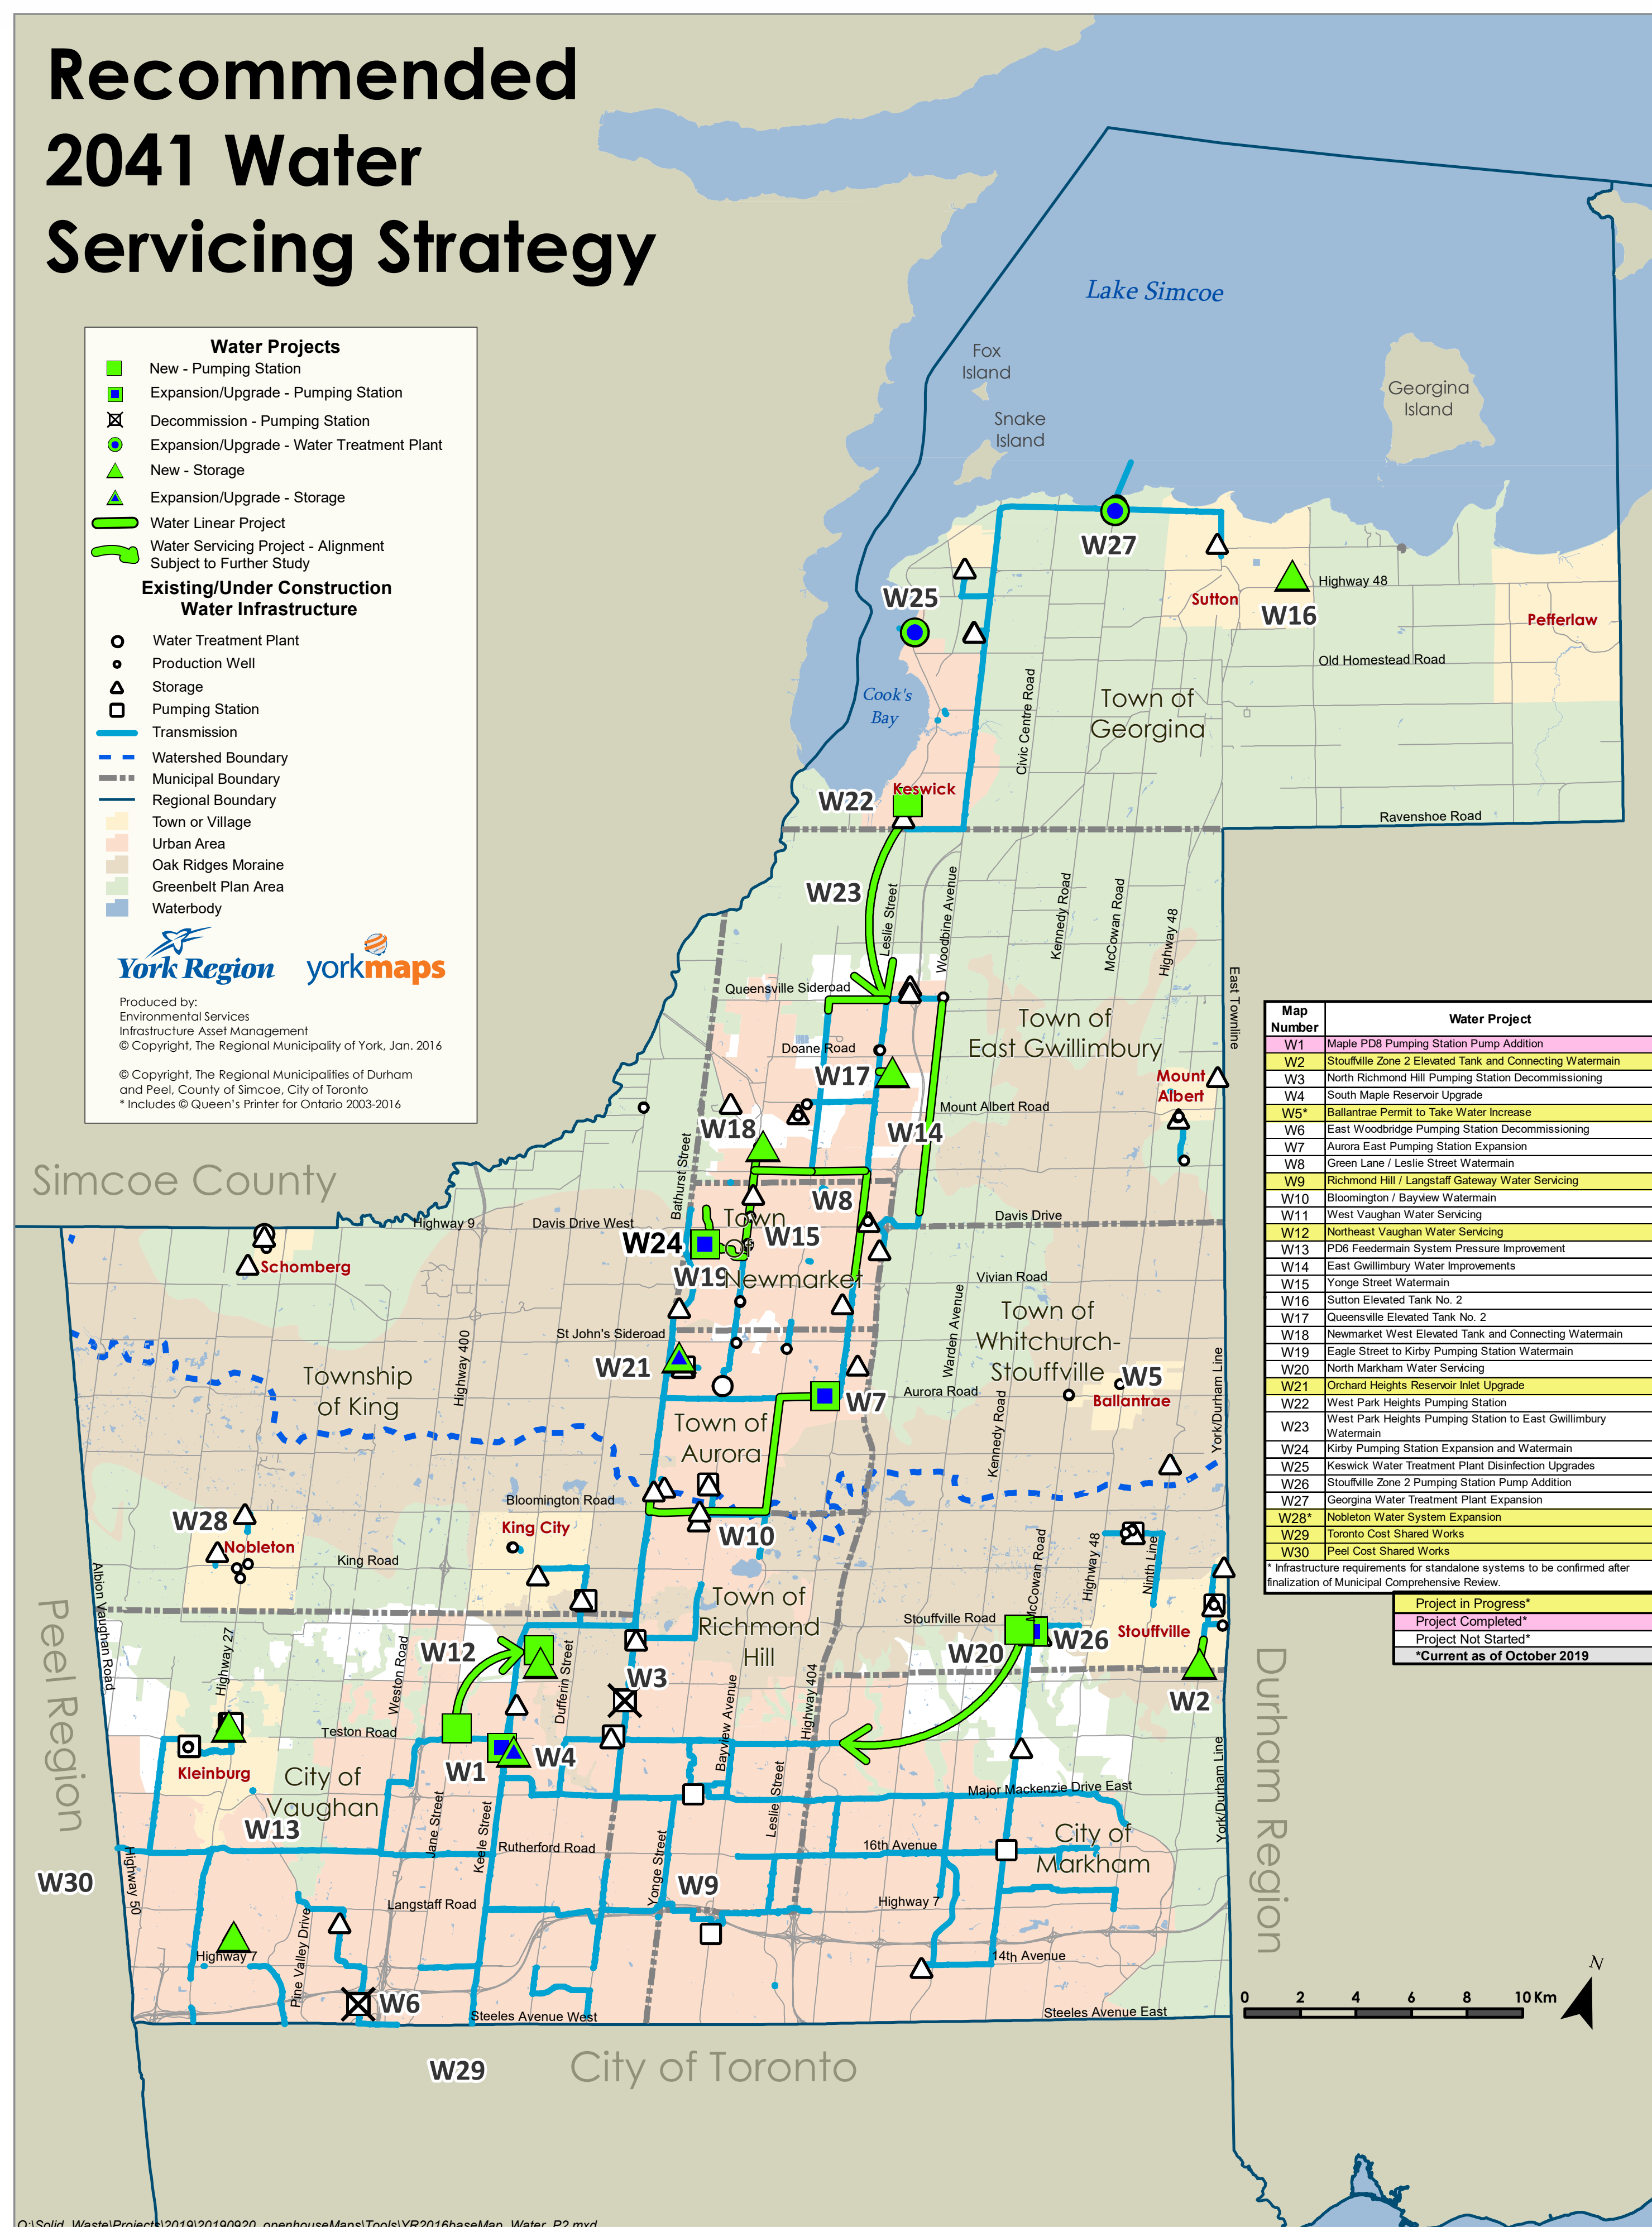 Recommended
2041 Water
Servicing Strategy
Water Projects
New - Pumping Station
Expansion/Upgrade - Pumping Station
Decommission - Pumping Station
Expansion/Upgrade - Water Treatment Plant
New - Storage
Expansion/Upgrade - Storage
Water Linear Project
Water Servicing Project - Alignment
Subject to Further Study
Existing/Under Construction
Water Infrastructure
Water Treatment Plant
Production Well
Storage
Pumping Station
Transmission
Watershed Boundary
Municipal Boundary
Regional Boundary
Town or Village
Urban Area
Oak Ridges Moraine
Greenbelt Plan Area
Waterbody
York Region
yorkmaps
Produced by:
Environmental Services
Infrastructure Asset Management
© Copyright, The Regional Municipality of York, Jan. 2016
© Copyright, The Regional Municipalities of Durham
and Peel, County of Simcoe, City of Toronto
* Includes © Queen's Printer for Ontario 2003-2016
Lake Simcoe
Fox
Island
Snake
Island
Georgina
Island
W27
W25
Sutton
Highway 48
W16
Pefferlaw
Old Homestead Road
Cook's
Bay
Civic Centre Road
Town of
Georgina
Keswick
W22
Ravenshoe Road
W23
Leslie Street
Woodbine Avenue
Kennedy Road
McCowan Road
Highway 48
East Townline
Queensville Sideroad
Town of
East Gwillimbury
Doane Road
W17
Mount
Albert
Mount Albert Road
W18
W14
Bathurst Street
Simcoe County
W8
Highway 9
Davis Drive West
Davis Drive
Town
Of
Newmarket
W15
W24
W19
Schomberg
Vivian Road
Warden Avenue
Town of
Whitchurch-
Stouffville
St John's Sideroad
Highway 400
W21
Township
of King
W5
Ballantrae
York/Durham Line
W7
Aurora Road
Kennedy Road
Town of
Aurora
Bloomington Road
W28
Nobleton
King City
W10
King Road
Albion Vaughan Road
McCowan Road
Highway 48
Ninth Line
Town of
Richmond
Hill
Stouffville Road
Stouffville
W20
W26
Peel Region
Highway 27
Weston Road
W12
Dufferin Street
W3
Bayview Avenue
Highway 404
W2
Durham Region
Teston Road
Kleinburg
W1
W4
City of
Vaughan
Major Mackenzie Drive East
Leslie Street
York/Durham Line
W13
Jane Street
Keele Street
Rutherford Road
Yonge Street
16th Avenue
City of
Markham
W30
Highway 50
W9
Langstaff Road
Highway 7
Pine Valley Drive
Highway 7
14th Avenue
W6
Steeles Avenue West
Steeles Avenue East
W29
City of Toronto
Map
Number
Water Project
W1 Maple PD8 Pumping Station Pump Addition
W2 Stouffville Zone 2 Elevated Tank and Connecting Watermain
W3 North Richmond Hill Pumping Station Decommissioning
W4 South Maple Reservoir Upgrade
W5* Ballantrae Permit to Take Water Increase
W6 East Woodbridge Pumping Station Decommissioning
W7 Aurora East Pumping Station Expansion
W8 Green Lane / Leslie Street Watermain
W9 Richmond Hill / Langstaff Gateway Water Servicing
W10 Bloomington / Bayview Watermain
W11 West Vaughan Water Servicing
W12 Northeast Vaughan Water Servicing
W13 PD6 Feedermain System Pressure Improvement
W14 East Gwillimbury Water Improvements
W15 Yonge Street Watermain
W16 Sutton Elevated Tank No. 2
W17 Queensville Elevated Tank No. 2
W18 Newmarket West Elevated Tank and Connecting Watermain
W19 Eagle Street to Kirby Pumping Station Watermain
W20 North Markham Water Servicing
W21 Orchard Heights Reservoir Inlet Upgrade
W22 West Park Heights Pumping Station
W23 West Park Heights Pumping Station to East Gwillimbury
Watermain
W24 Kirby Pumping Station Expansion and Watermain
W25 Keswick Water Treatment Plant Disinfection Upgrades
W26 Stouffville Zone 2 Pumping Station Pump Addition
W27 Georgina Water Treatment Plant Expansion
W28* Nobleton Water System Expansion
W29 Toronto Cost Shared Works
W30 Peel Cost Shared Works
* Infrastructure requirements for standalone systems to be confirmed after
finalization of Municipal Comprehensive Review.
Project in Progress*
Project Completed*
Project Not Started*
*Current as of October 2019
N
0 2 4 6 8 10 Km
O:\Solid_Waste\Projects\2019\20190920_openhouseMaps\Tools\YR2016baseMap_Water_P2.mxd